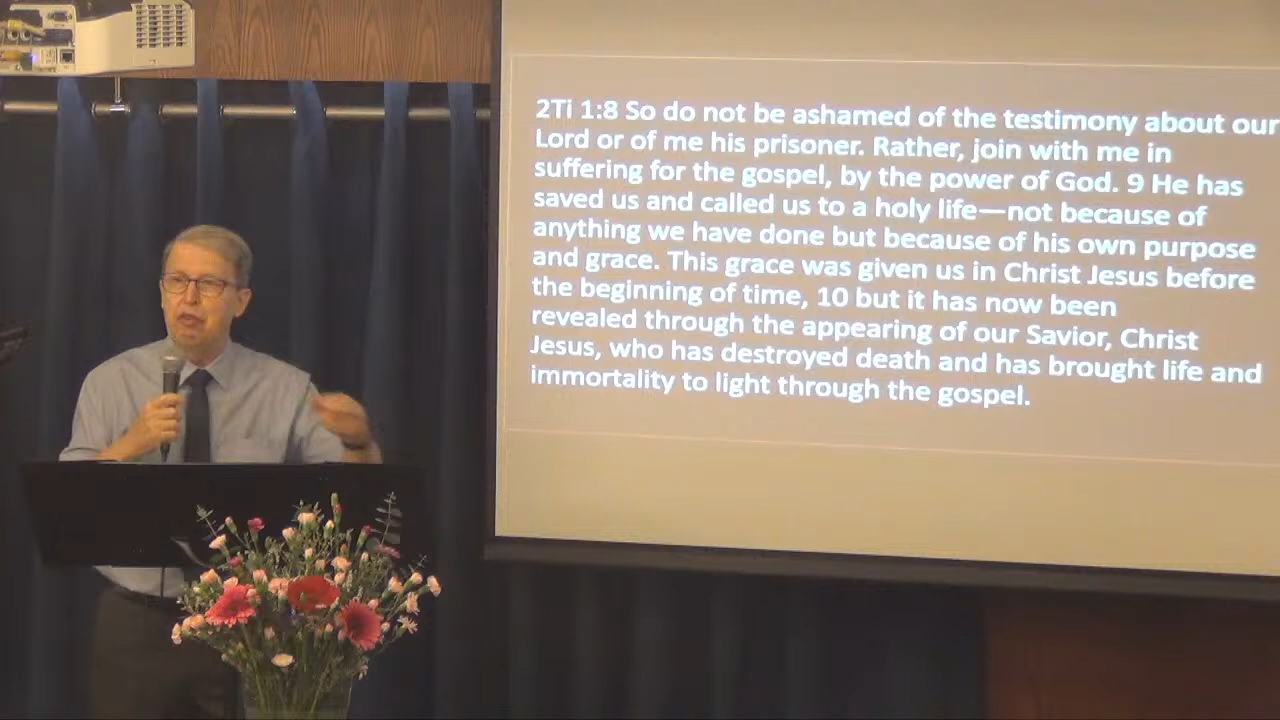 2Ti 1:8 So do not be ashamed of the testimony about our
Lord or of me his prisoner. Rather, join with me in
suffering for the gospel, by the power of God. 9 He has
saved us and called us to a holy life—not because of
anything we have done but because of his own purpose
and grace. This grace was given us in Christ Jesus before
the beginning of time, 10 but it has now been
revealed through the appearing of our Savior, Christ
Jesus, who has destroyed death and has brought life and
immortality to light through the gospel.